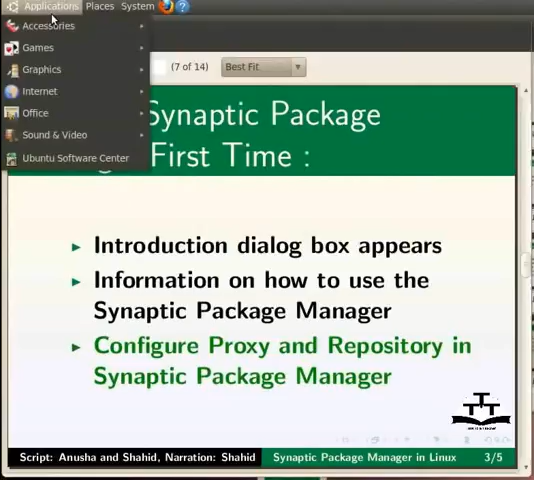 Applications Places System
Accessories
Games
Graphics
Internet
Office
Sound & Video
Ubuntu Software Center
(7 of 14) Best Fit
Synaptic Package
First Time :
Introduction dialog box appears
Information on how to use the
Synaptic Package Manager
Configure Proxy and Repository in
Synaptic Package Manager
Script: Anusha and Shahid, Narration: Shahid Synaptic Package Manager in Linux 3/5